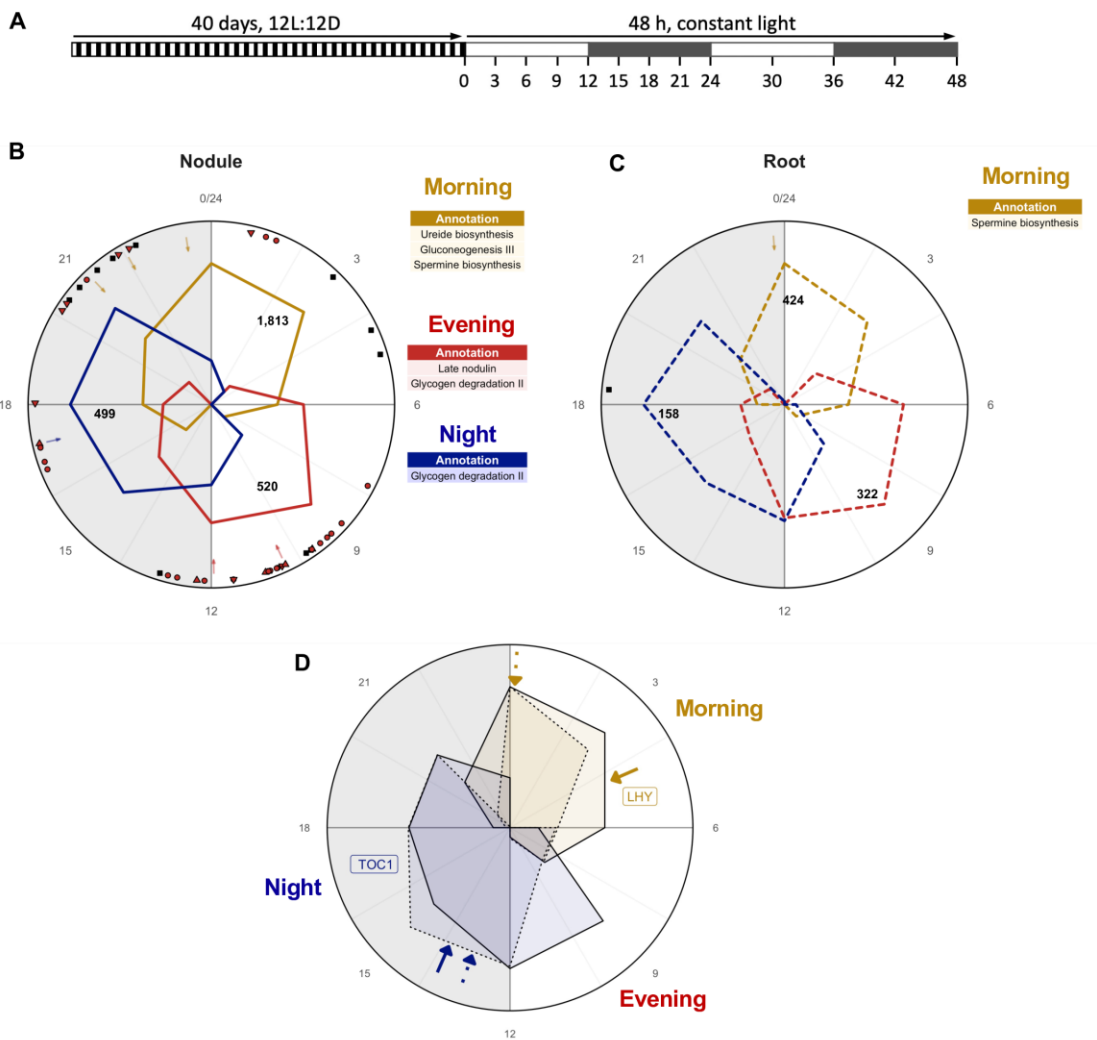 A
40 days, 12L:12D
48 h, constant light
0 3 6 9 12 15 18 21 24 30 36 42 48
B
Nodule
0/24
3
6
9
12
15
18
21
1,813
499
520
Morning
Annotation
Ureide biosynthesis
Gluconeogenesis III
Spermine biosynthesis
Evening
Annotation
Late nodulin
Glycogen degradation II
Night
Annotation
Glycogen degradation II
C
Root
0/24
3
6
9
12
15
18
21
424
158
322
Morning
Annotation
Spermine biosynthesis
D
21
3
Morning
LHY
18
6
TOC1
Night
15
9
Evening
12